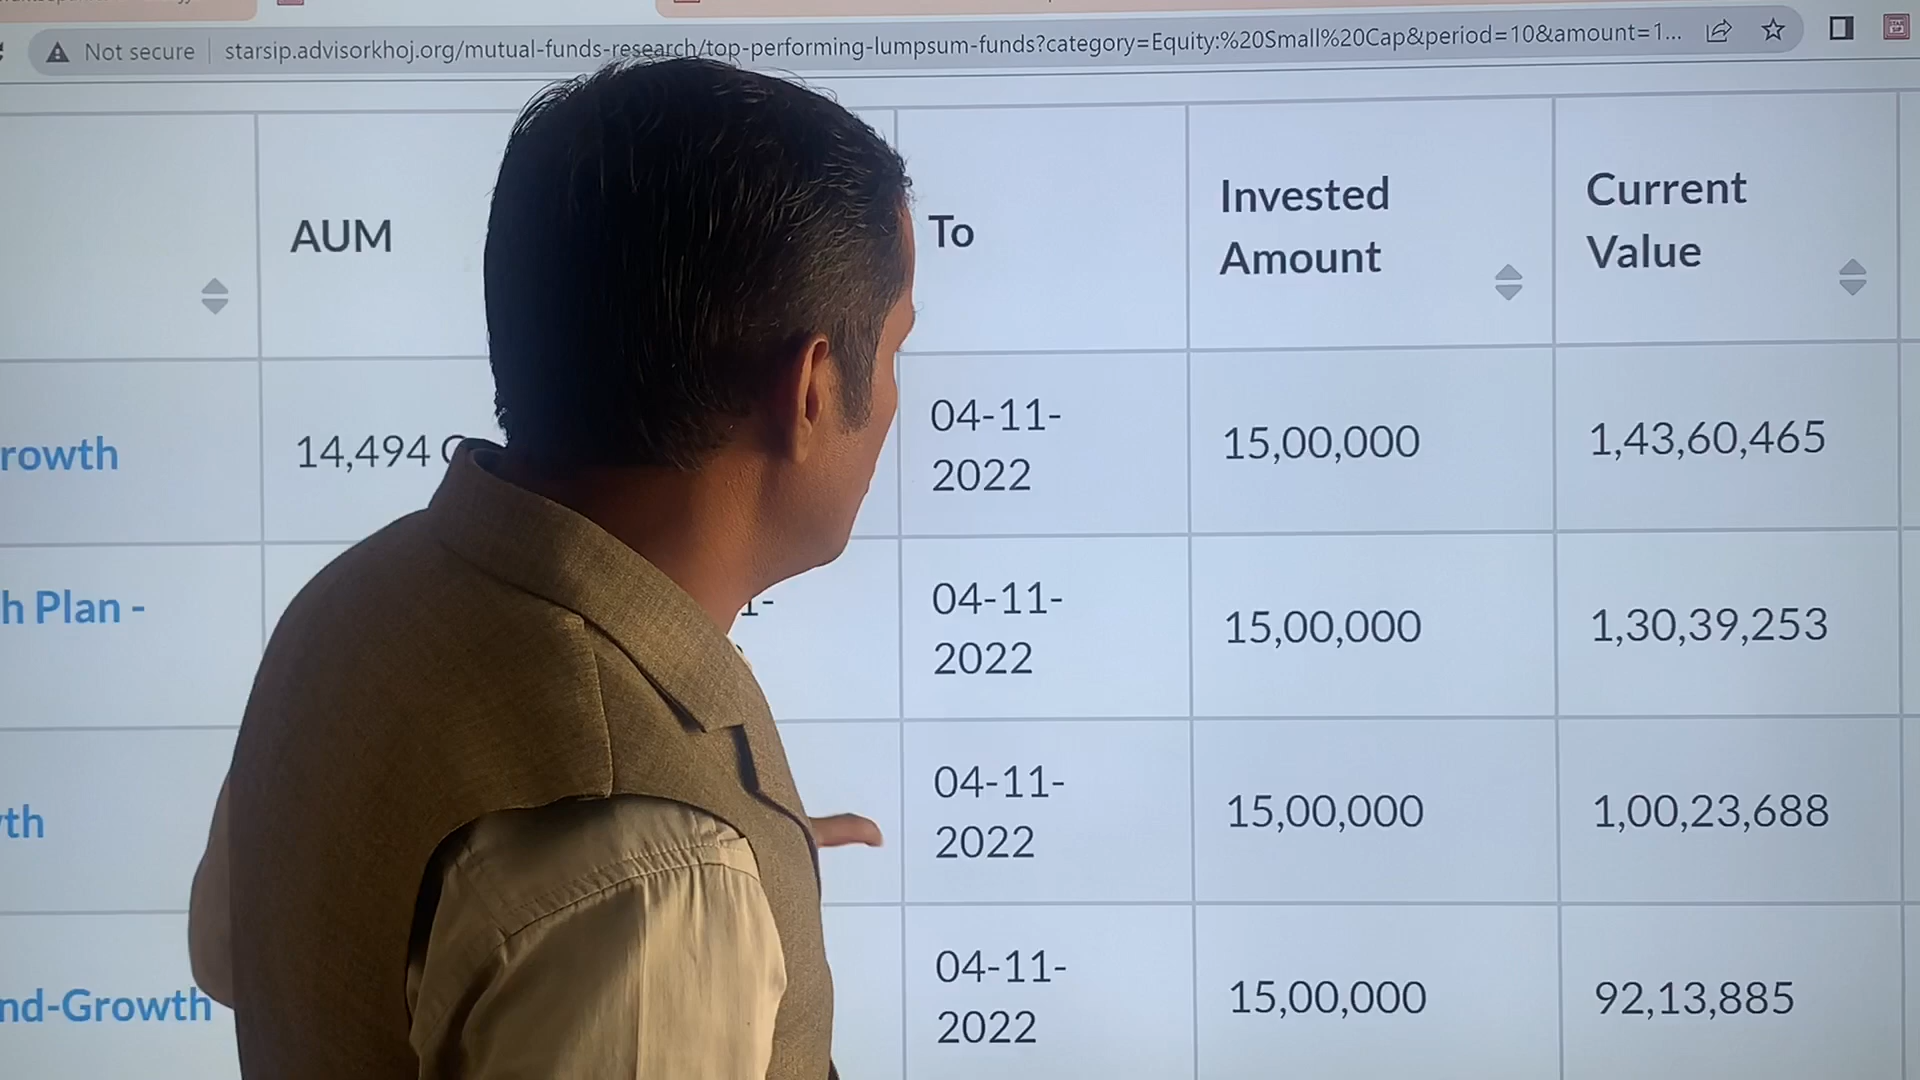 Not secure
starsip.advisorkhoj.org/mutual-funds-research/top-performing-lumpsum-funds?category=Equity:%20Small%20Cap&period=10&amount=1...
AUM
To
Invested
Amount
Current
Value
rowth
14,494
04-11-
2022
15,00,000
1,43,60,465
h Plan -
1-
04-11-
2022
15,00,000
1,30,39,253
th
04-11-
2022
15,00,000
1,00,23,688
nd-Growth
04-11-
2022
15,00,000
92,13,885